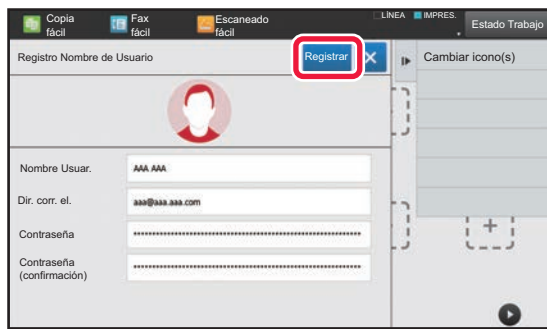 Copia fácil
Fax fácil
Escaneado fácil
LÍNEA
IMPRES.
Estado Trabajo
Registro Nombre de Usuario
Registrar
Cambiar icono(s)
Nombre Usuar.
AAA AAA
Dir. corr. el.
aaa@aaa.aaa.com
Contraseña
Contraseña
(confirmación)